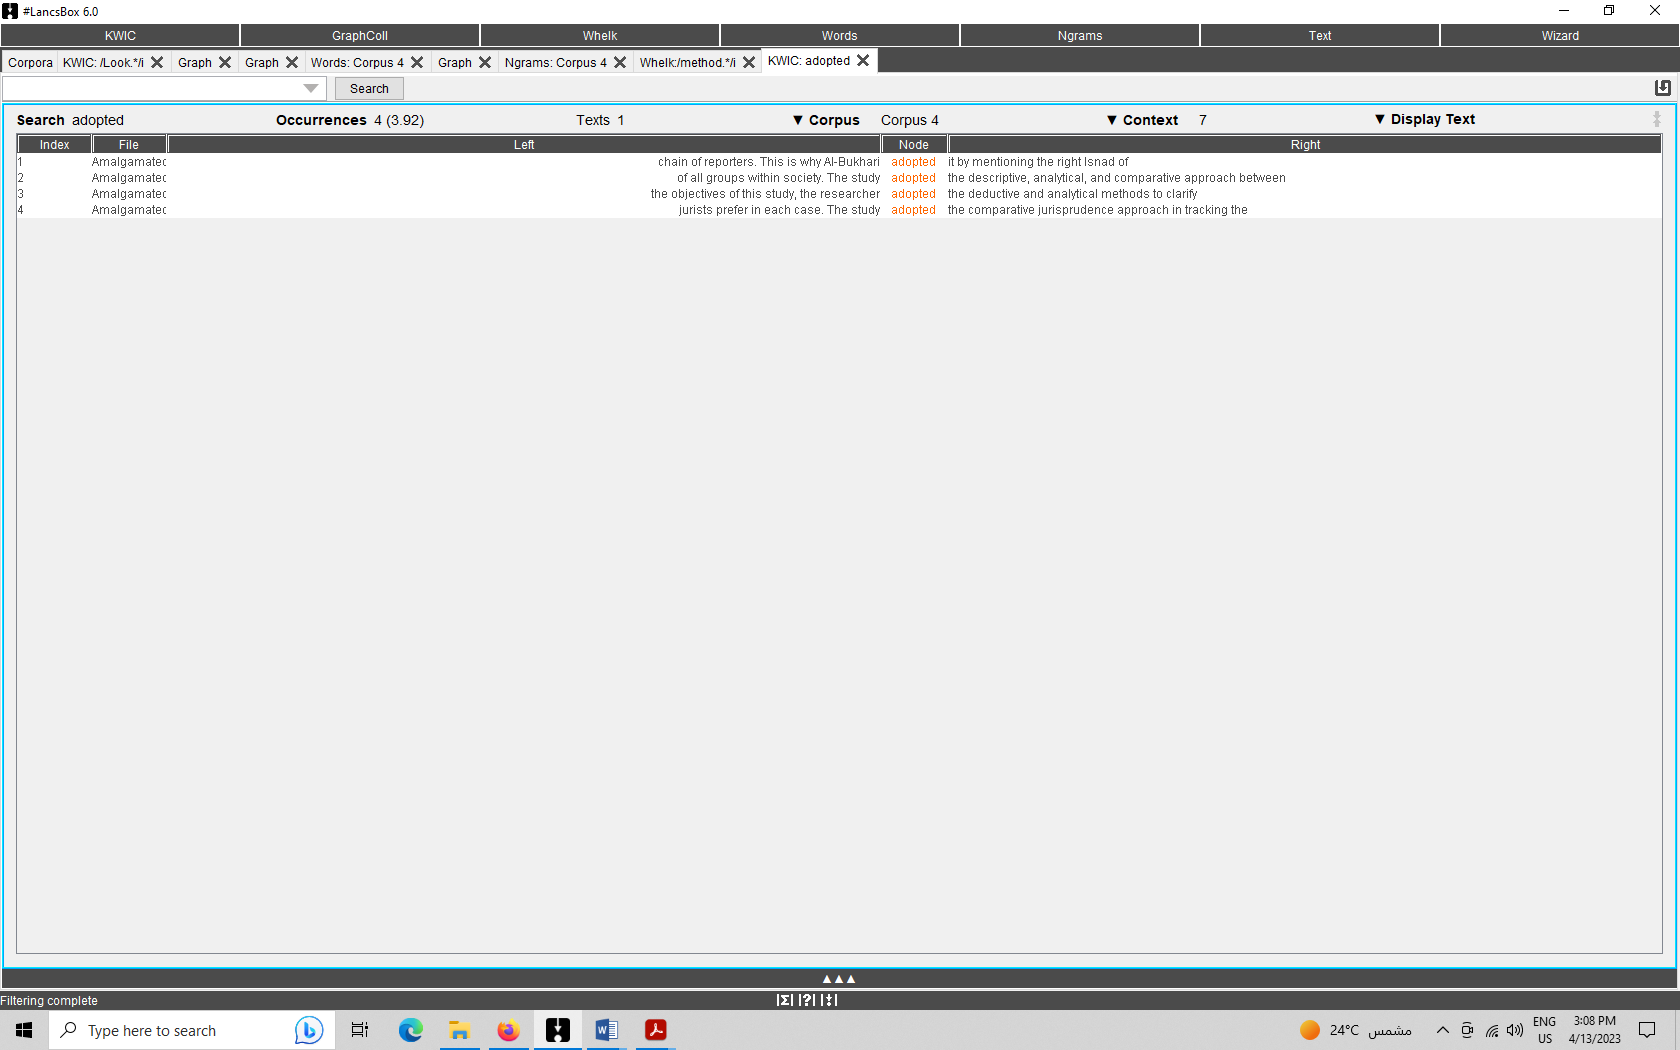 #LancsBox 6.0
KWIC GraphColl Whelk Words Ngrams Text Wizard
Corpora KWIC: /Look.*/i Graph Graph Words: Corpus 4 Graph Ngrams: Corpus 4 Whelk:/method.*/i KWIC: adopted
Search
Search adopted Occurrences 4 (3.92) Texts 1 ▼ Corpus Corpus 4 ▼ Context 7 ▼ Display Text
Index File Left Node Right
1 Amalgamatec chain of reporters. This is why Al-Bukhari adopted it by mentioning the right Isnad of
2 Amalgamatec of all groups within society. The study adopted the descriptive, analytical, and comparative approach between
3 Amalgamatec the objectives of this study, the researcher adopted the deductive and analytical methods to clarify
4 Amalgamatec jurists prefer in each case. The study adopted the comparative jurisprudence approach in tracking the
Filtering complete
Type here to search 24°C مشمس ENG 3:08 PM
US 4/13/2023